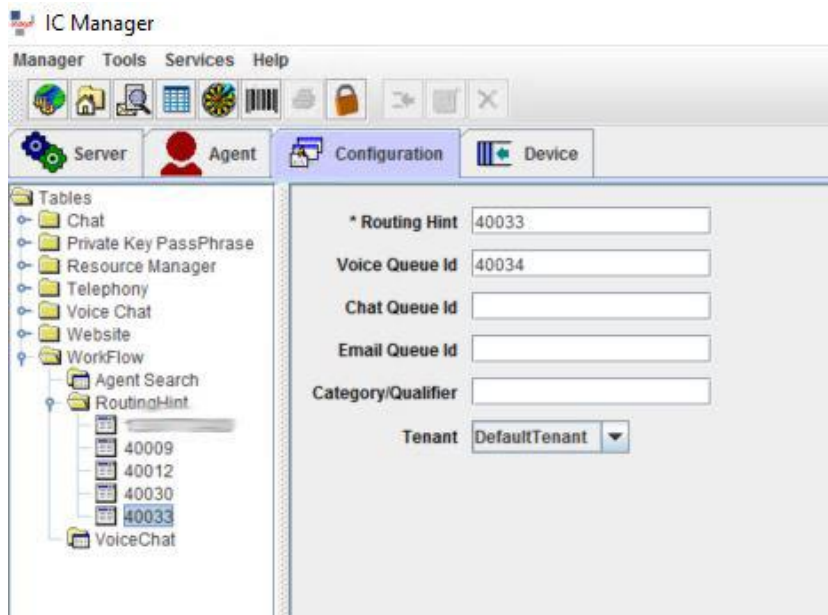 IC Manager
Manager Tools Services Help
Server Agent Configuration Device
Tables
Chat
Private Key PassPhrase
Resource Manager
Telephony
Voice Chat
Website
WorkFlow
Agent Search
RoutingHint
40009
40012
40030
40033
VoiceChat
* Routing Hint 40033
Voice Queue Id 40034
Chat Queue Id
Email Queue Id
Category/Qualifier
Tenant DefaultTenant